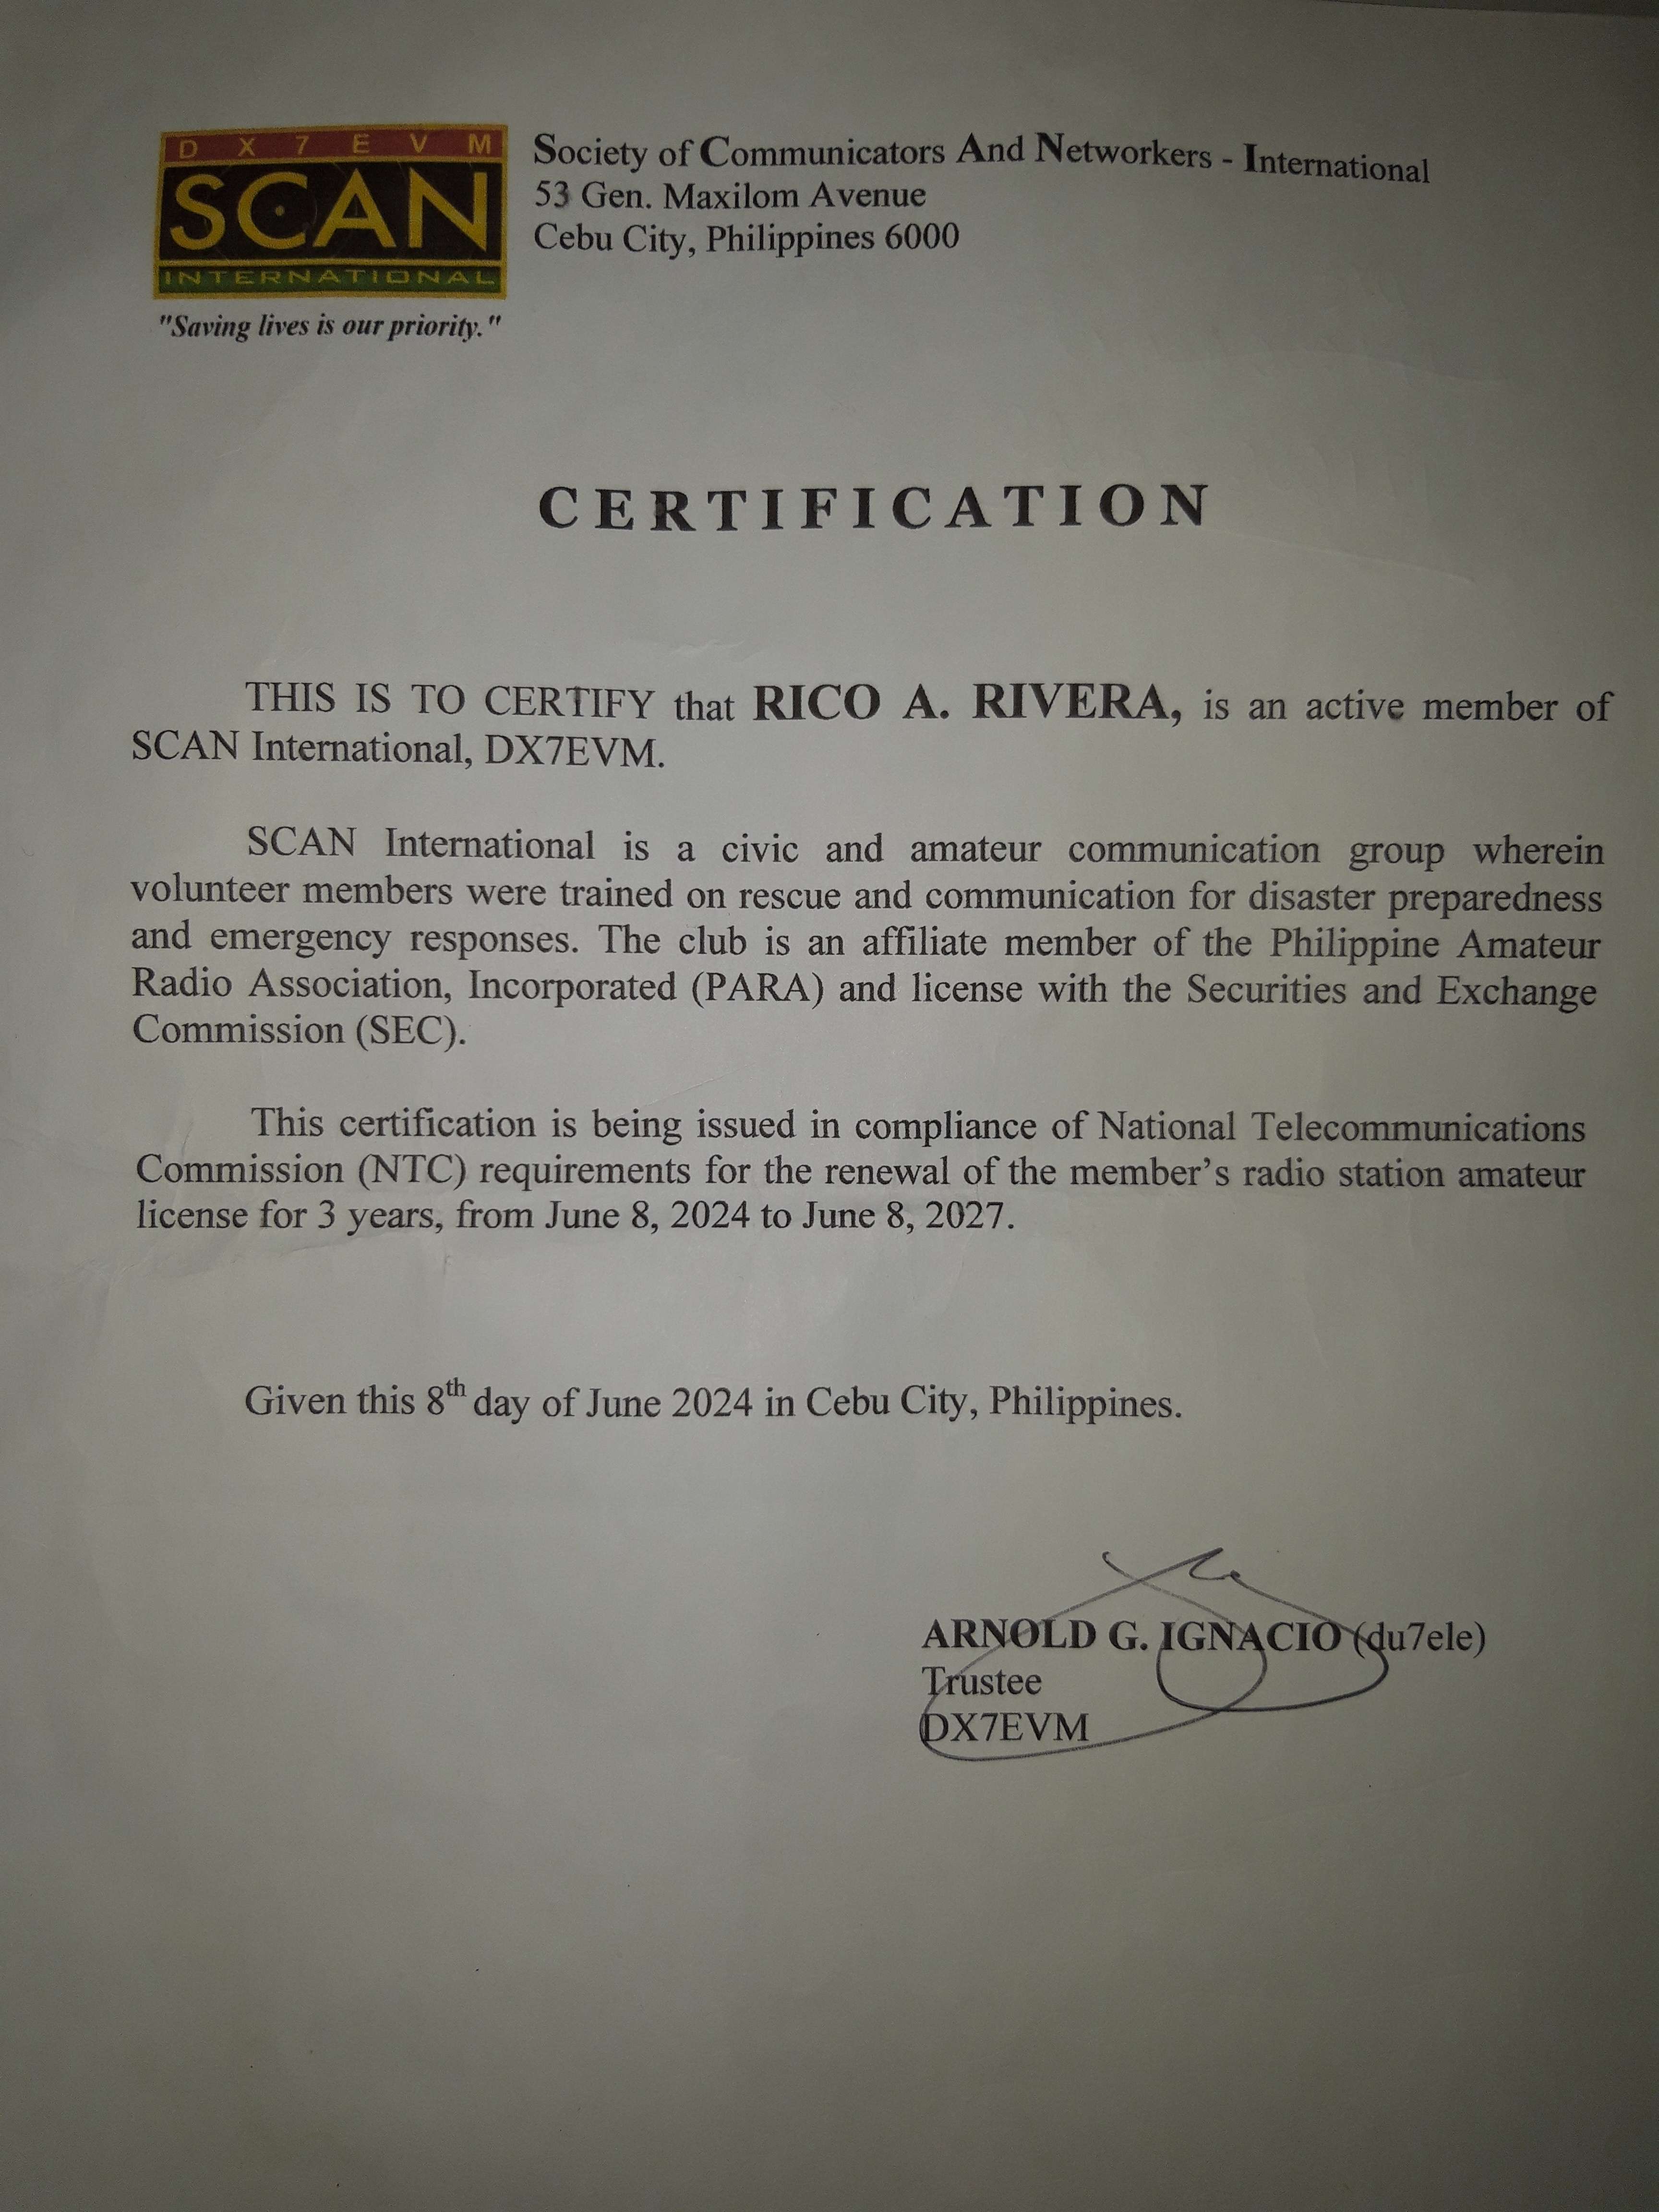 DX7EVM
SCAN
INTERNATIONAL
"Saving lives is our priority."
Society of Communicators And Networkers - International
53 Gen. Maxilom Avenue
Cebu City, Philippines 6000
CERTIFICATION
THIS IS TO CERTIFY that RICO A. RIVERA, is an active member of
SCAN International, DX7EVM.
SCAN International is a civic and amateur communication group wherein
volunteer members were trained on rescue and communication for disaster preparedness
and emergency responses. The club is an affiliate member of the Philippine Amateur
Radio Association, Incorporated (PARA) and license with the Securities and Exchange
Commission (SEC).
This certification is being issued in compliance of National Telecommunications
Commission (NTC) requirements for the renewal of the member's radio station amateur
license for 3 years, from June 8, 2024 to June 8, 2027.
Given this 8th day of June 2024 in Cebu City, Philippines.
ARNOLD G. IGNACIO (du7ele)
Trustee
DX7EVM